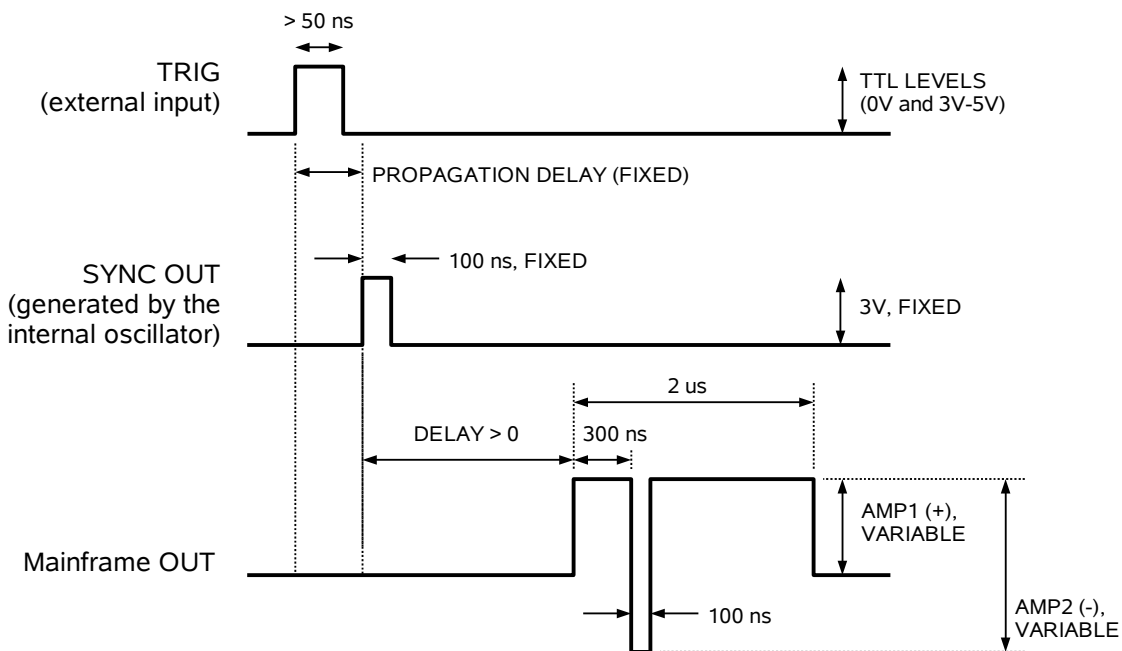 > 50 ns
TRIG
(external input)
TTL LEVELS
(0V and 3V-5V)
PROPAGATION DELAY (FIXED)
SYNC OUT
(generated by the
internal oscillator)
100 ns, FIXED
3V, FIXED
2 us
DELAY > 0
300 ns
Mainframe OUT
AMP1 (+),
VARIABLE
100 ns
AMP2 (-),
VARIABLE